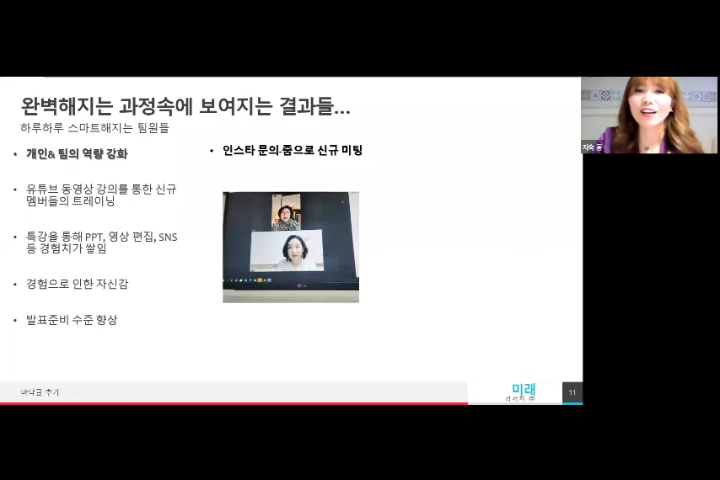 완벽해지는 과정속에 보여지는 결과들...
하루하루 스마트해지는 팀원들
• 개인& 팀의 역량 강화
• 유튜브 동영상 강의를 통한 신규
멤버들의 트레이닝
• 특강을 통해 PPT, 영상 편집, SNS
등 경험치가 쌓임
• 경험으로 인한 자신감
• 발표준비 수준 향상
• 인스타 문의-줌으로 신규 미팅
바닥글 추가
미래
11